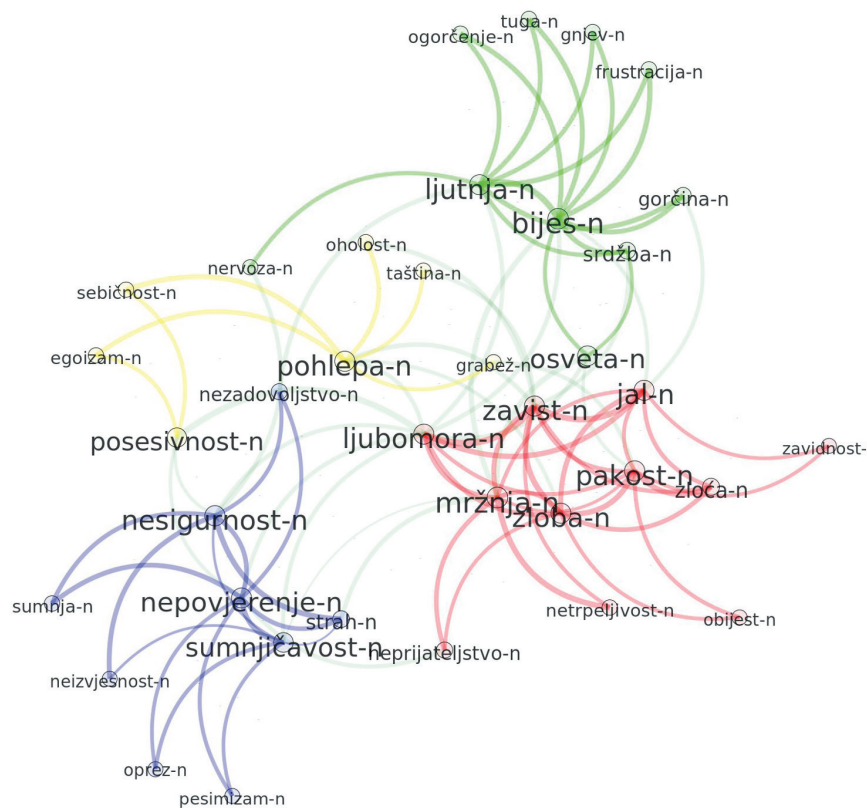 tuga-n
ogorčenje-n
gnjev-n
frustracija-n
ljutnja-n
gorčina-n
bijes-n
oholost-n
srdžba-n
nervoza-n
taština-n
sebičnost-n
egoizam-n
pohlepa-n
grabež-n
osveta-n
nezadovoljstvo-n
zavist-n
jal-n
posesivnost-n
ljubomora-n
zavidnost-
pakost-n
zloća-n
mržnja-n
zloba-n
nesigurnost-n
sumnja-n
nepovjerenje-n
strah-n
netrpeljivost-n
obijest-n
sumnjičavost-n
neprijateljstvo-n
neizvjesnost-n
oprez-n
pesimizam-n